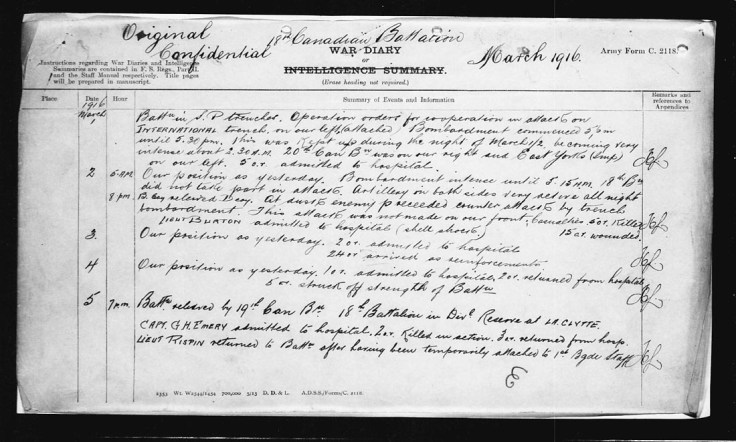 Original
Confidential
18th Canadian Battalion
WAR DIARY
or
INTELLIGENCE SUMMARY.
(Erase heading not required.)
March 1916.
Army Form C. 2118.
Instructions regarding War Diaries and Intelligence
Summaries are contained in F. S. Regs., Part II.
and the Staff Manual respectively. Title pages
will be prepared in manuscript.
Place Date Hour Summary of Events and Information Remarks and references to Appendices
1916
March
1 Battn in S.P. trenches. Operation orders for cooperation in attack on
INTERNATIONAL trench, on our left, attached. Bombardment commenced 5 pm
until 5.30 pm. This was kept up during the night of March 1/2 becoming very
intense about 2.30 A.M. 20th Can Bn was on our right and East Yorks (Imp)
on our left. 5 o.r. admitted to hospital.
2 5 A.M. Our position as yesterday. Bombardment intense until 5.15 A.M. 18th Bn
did not take part in attack. Artillery on both sides very active all night
8 pm. B. Coy relieved D Coy. At dusk enemy preceeded counter attack by trench
bombardment. This attack was not made on our front. Casualties 5 o.r. Killed
LIEUT BURTON admitted to hospital (shell shock). 15 o.r. wounded.
3 Our position as yesterday. 2 o.r. admitted to hospital
24 o.r. arrived as reinforcements
4 Our position as yesterday. 1 o.r. admitted to hospital, 2 o.r. returned from hospital,
5 o.r. struck off strength of Battn
5 7 p.m. Battn relieved by 19th Can Bn 18th Battalion in Div'l Reserve at LA CLYTTE.
CAPT. G.H. EMERY admitted to hospital. 2 o.r. Killed in action. 3 o.r. returned from hosp.
LIEUT RISPIN returned to Battn after having been temporarily attached to 1st Bgde Staff
2353 Wt. W2544/1454 700,000 5/15 D. D. & L. A.D.S.S./Forms/C. 2118.